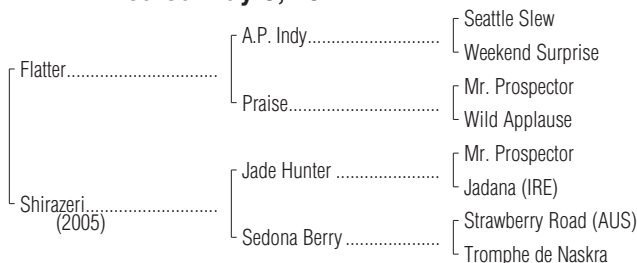 Seattle Slew
A.P. Indy
Weekend Surprise
Flatter
Mr. Prospector
Praise
Wild Applause
Mr. Prospector
Jade Hunter
Jadana (IRE)
Shirazeri
(2005)
Strawberry Road (AUS)
Sedona Berry
Tromphe de Naskra